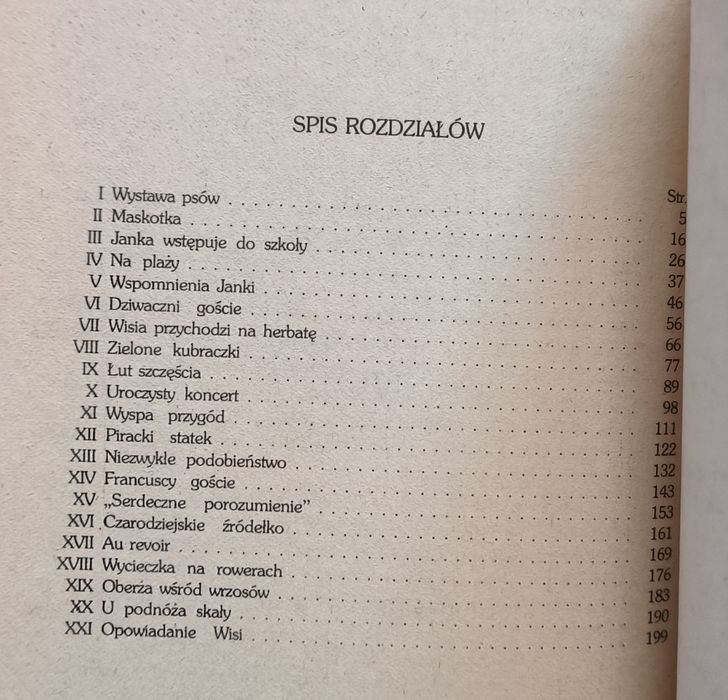 SPIS ROZDZIAŁÓW
Str.
I Wystawa psów . . . . . . . . . . . . . . . . . . . . . . . . . . . . . . 5
II Maskotka . . . . . . . . . . . . . . . . . . . . . . . . . . . . . . 16
III Janka wstępuje do szkoły . . . . . . . . . . . . . . . . . . . . . . . . 26
IV Na plaży . . . . . . . . . . . . . . . . . . . . . . . . . . . . . . 37
V Wspomnienia Janki . . . . . . . . . . . . . . . . . . . . . . . . . . 46
VI Dziwaczni goście . . . . . . . . . . . . . . . . . . . . . . . . . . 56
VII Wisia przychodzi na herbatę . . . . . . . . . . . . . . . . . . . . . . 66
VIII Zielone kubraczki . . . . . . . . . . . . . . . . . . . . . . . . . . 77
IX Łut szczęścia . . . . . . . . . . . . . . . . . . . . . . . . . . . . 89
X Uroczysty koncert . . . . . . . . . . . . . . . . . . . . . . . . . . 98
XI Wyspa przygód . . . . . . . . . . . . . . . . . . . . . . . . . . . . 111
XII Piracki statek . . . . . . . . . . . . . . . . . . . . . . . . . . . . 122
XIII Niezwykłe podobieństwo . . . . . . . . . . . . . . . . . . . . . . . . 132
XIV Francuscy goście . . . . . . . . . . . . . . . . . . . . . . . . . . 143
XV „Serdeczne porozumienie” . . . . . . . . . . . . . . . . . . . . . . . . 153
XVI Czarodziejskie źródełko . . . . . . . . . . . . . . . . . . . . . . . . 161
XVII Au revoir . . . . . . . . . . . . . . . . . . . . . . . . . . . . . . 169
XVIII Wycieczka na rowerach . . . . . . . . . . . . . . . . . . . . . . . . 176
XIX Oberża wśród wrzosów . . . . . . . . . . . . . . . . . . . . . . . . . . 183
XX U podnóża skały . . . . . . . . . . . . . . . . . . . . . . . . . . . . 190
XXI Opowiadanie Wisi . . . . . . . . . . . . . . . . . . . . . . . . . . . . 199